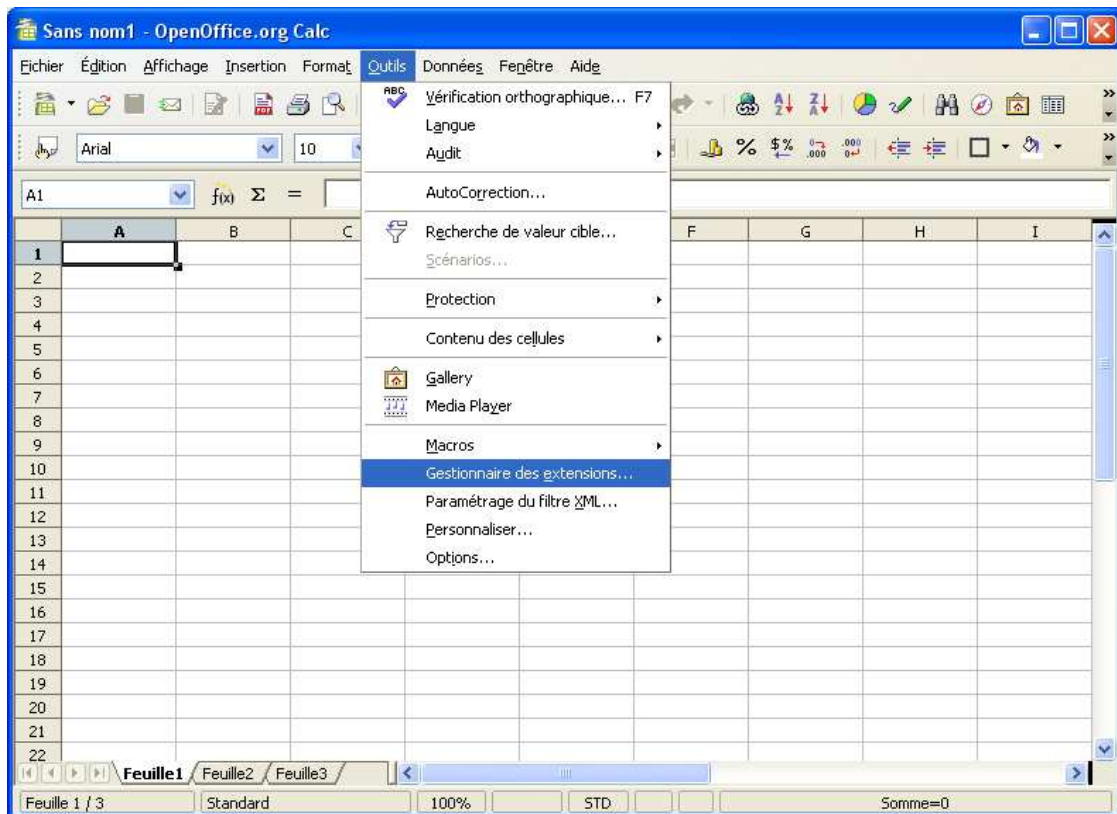 Sans nom1 - OpenOffice.org Calc
Fichier Édition Affichage Insertion Format Outils Données Fenêtre Aide
ABC
Vérification orthographique... F7
Langue
Audit
AutoCorrection...
Recherche de valeur cible...
Scénarios...
Protection
Contenu des cellules
Gallery
Media Player
Macros
Gestionnaire des extensions...
Paramétrage du filtre XML...
Personnaliser...
Options...
Arial 10
A1 f(x) Σ =
A B C F G H I
1
2
3
4
5
6
7
8
9
10
11
12
13
14
15
16
17
18
19
20
21
22
Feuille1 Feuille2 Feuille3
Feuille 1 / 3 Standard 100% STD Somme=0